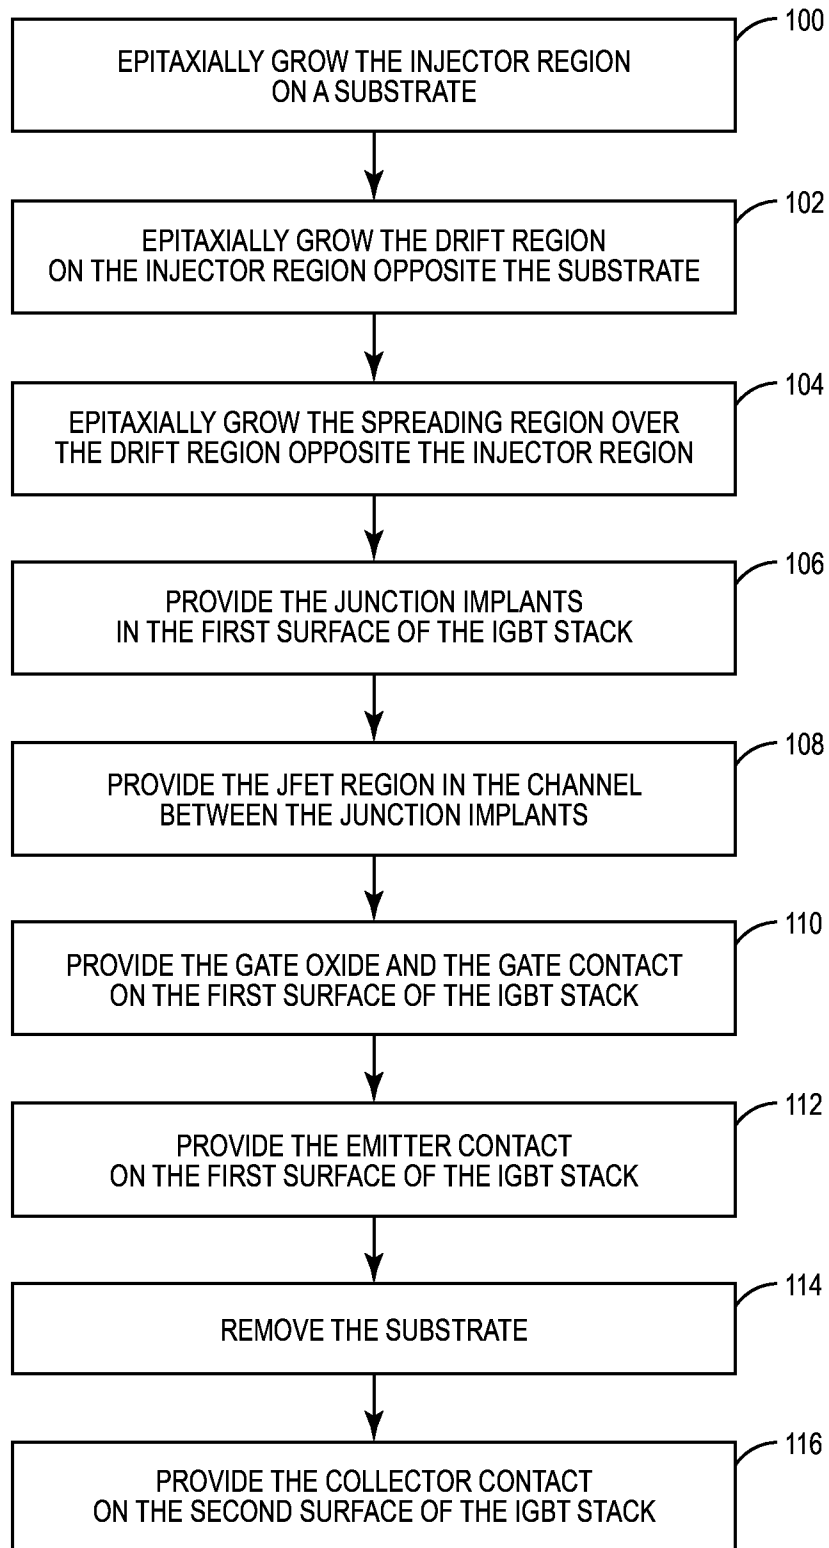 100
EPITAXIALLY GROW THE INJECTOR REGION
ON A SUBSTRATE
102
EPITAXIALLY GROW THE DRIFT REGION
ON THE INJECTOR REGION OPPOSITE THE SUBSTRATE
104
EPITAXIALLY GROW THE SPREADING REGION OVER
THE DRIFT REGION OPPOSITE THE INJECTOR REGION
106
PROVIDE THE JUNCTION IMPLANTS
IN THE FIRST SURFACE OF THE IGBT STACK
108
PROVIDE THE JFET REGION IN THE CHANNEL
BETWEEN THE JUNCTION IMPLANTS
110
PROVIDE THE GATE OXIDE AND THE GATE CONTACT
ON THE FIRST SURFACE OF THE IGBT STACK
112
PROVIDE THE EMITTER CONTACT
ON THE FIRST SURFACE OF THE IGBT STACK
114
REMOVE THE SUBSTRATE
116
PROVIDE THE COLLECTOR CONTACT
ON THE SECOND SURFACE OF THE IGBT STACK